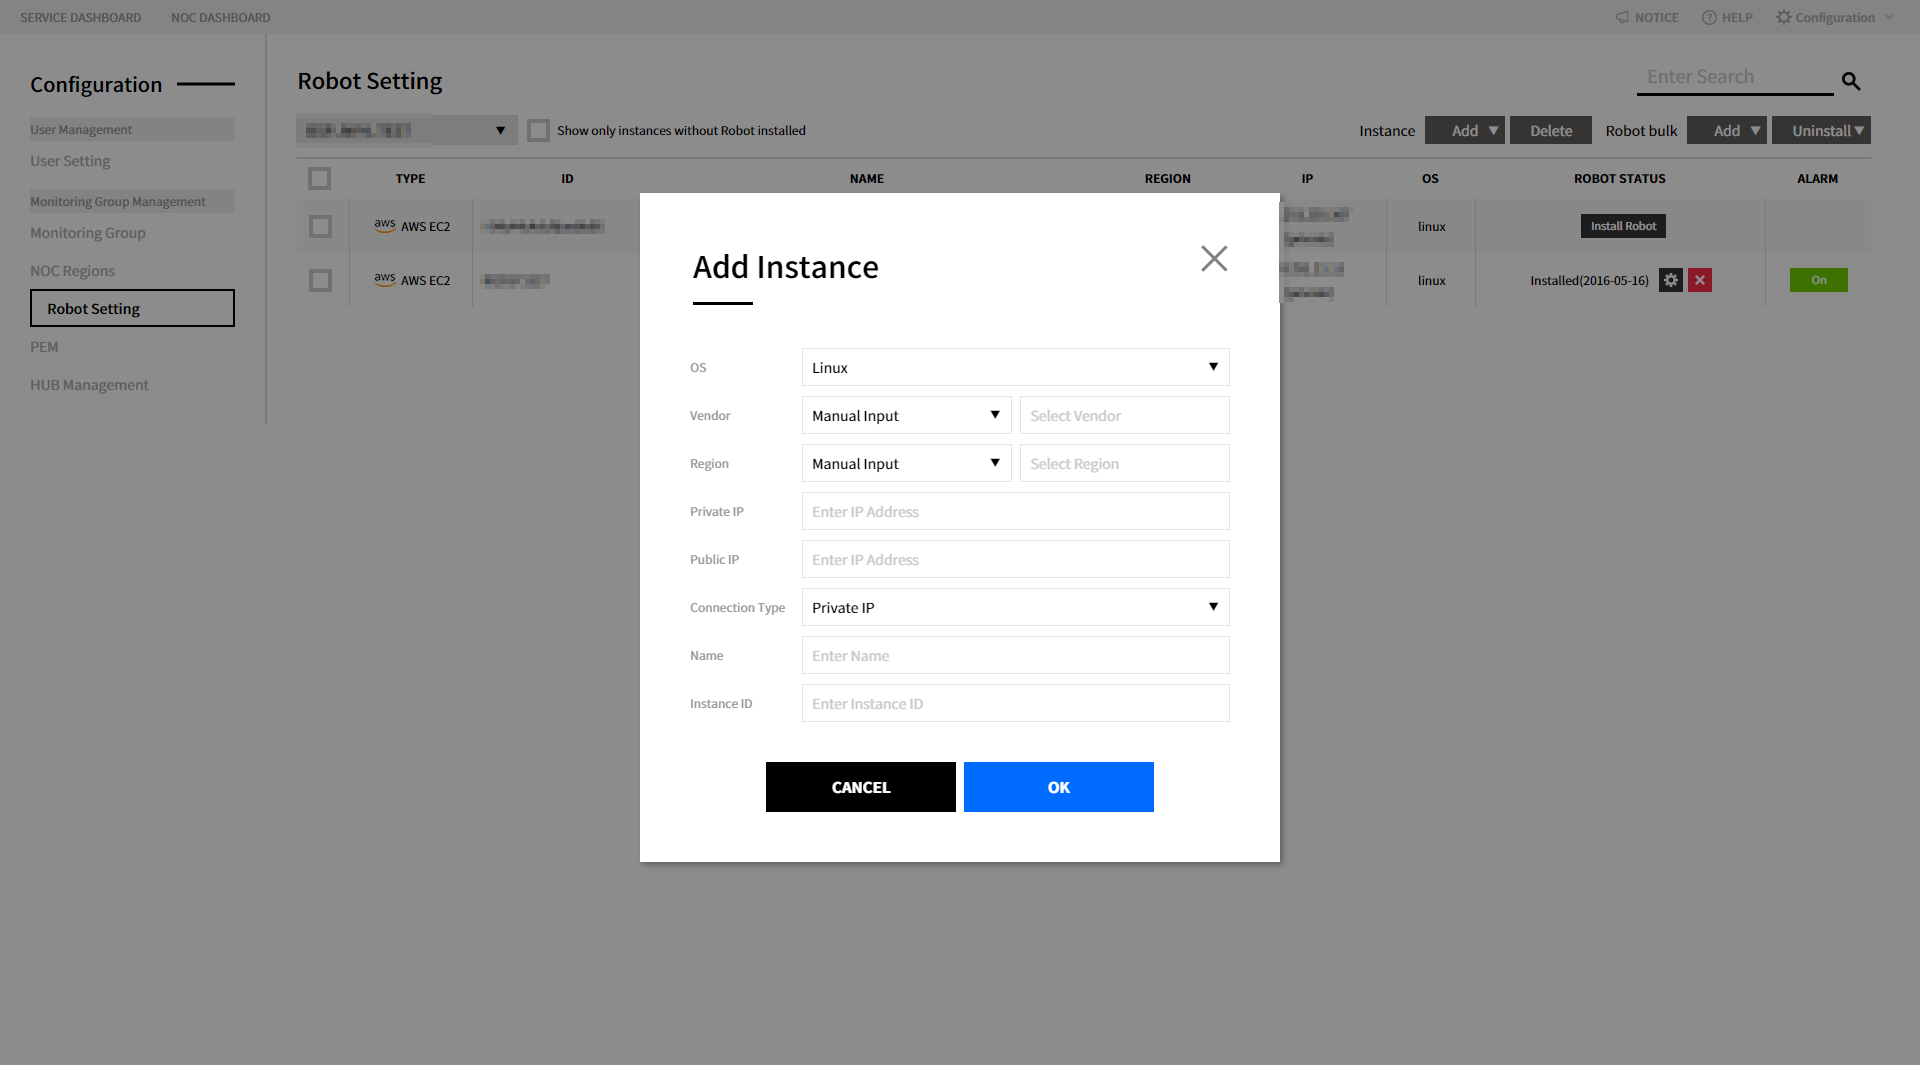 SERVICE DASHBOARD NOC DASHBOARD NOTICE HELP Configuration
Configuration
User Management
User Setting
Monitoring Group Management
Monitoring Group
NOC Regions
Robot Setting
PEM
HUB Management
Robot Setting
Enter Search
Show only instances without Robot installed
Instance Add Delete Robot bulk Add Uninstall
TYPE ID NAME REGION IP OS ROBOT STATUS ALARM
aws AWS EC2 linux Install Robot
aws AWS EC2 linux Installed(2016-05-16) On
Add Instance
OS Linux
Vendor Manual Input Select Vendor
Region Manual Input Select Region
Private IP Enter IP Address
Public IP Enter IP Address
Connection Type Private IP
Name Enter Name
Instance ID Enter Instance ID
CANCEL OK